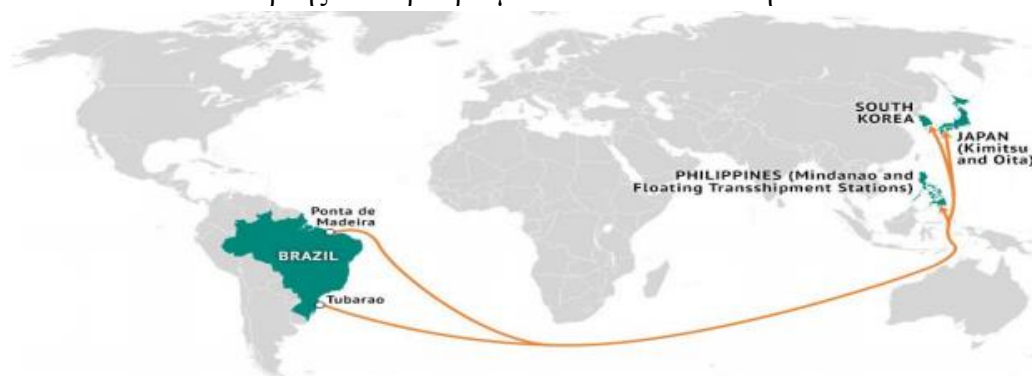 SOUTH
KOREA
JAPAN
(Kimitsu
and Oita)
PHILIPPINES (Mindanao and
Floating Transshipment Stations)
Ponta de
Madeira
BRAZIL
Tubarao